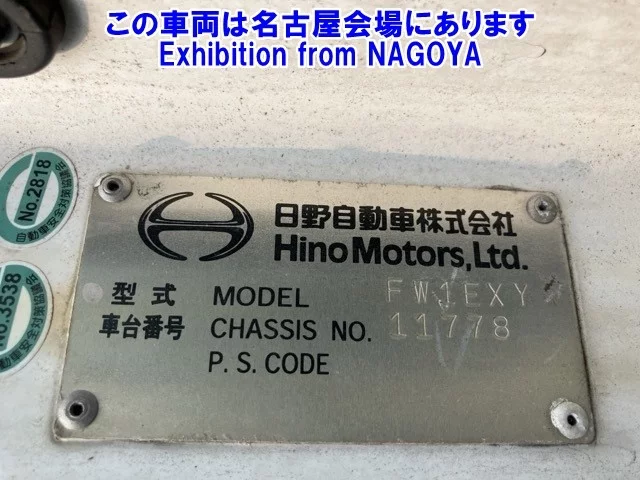 この車両は名古屋会場にあります
Exhibition from NAGOYA
No.2818
日野自動車株式会社
Hino Motors, Ltd.
型式 MODEL FW1EXY
車台番号 CHASSIS NO. 11778
P. S. CODE
No.3538